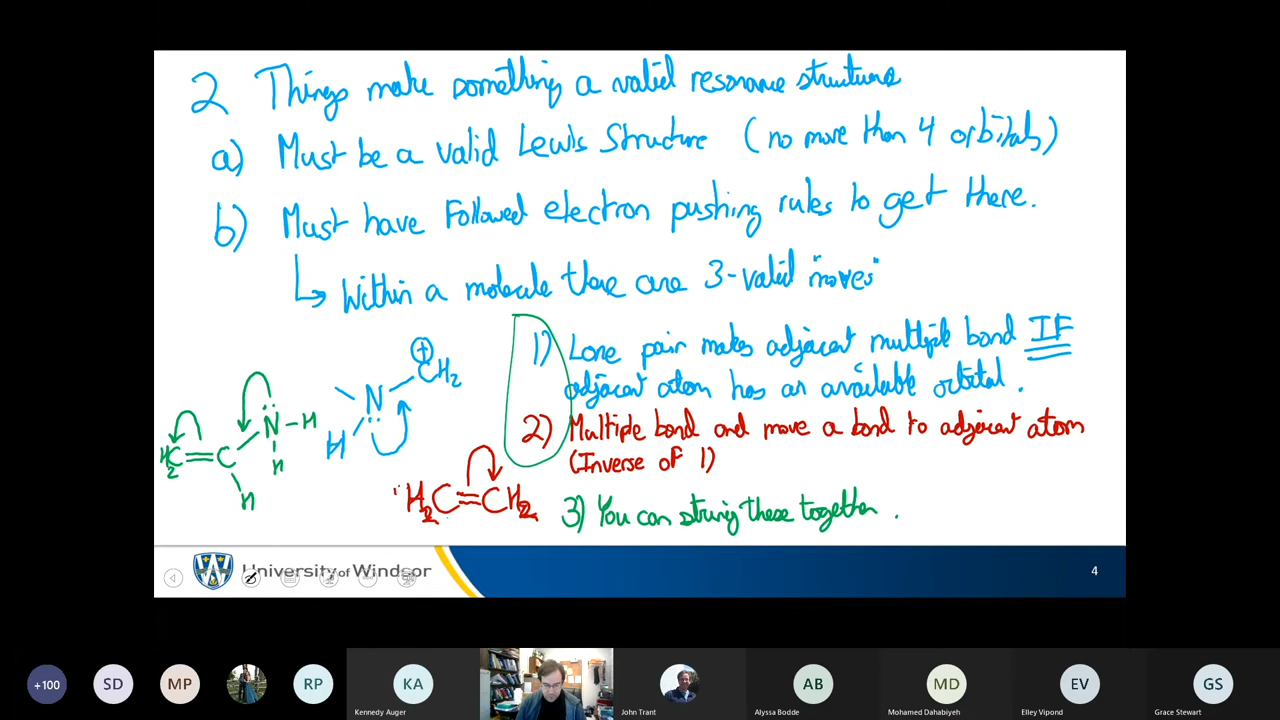 2 Things make something a valid resonance structures
a) Must be a valid Lewis Structure (no more than 4 orbitals)
b) Must have Followed electron pushing rules to get there.
↳ Within a molecule there are 3-valid "moves"
1) Lone pair makes adjacent multiple bond IF
adjacent atom has an available orbital.
2) Multiple bond and move a bond to adjacent atom
(Inverse of 1)
3) You can string these together.
⊕
CH2
N
H
H2C=C
N-H
H
H
H2C=CH2
University of Windsor
4
+100
SD
MP
RP
KA
Kennedy Auger
John Trant
AB
Alyssa Bodde
MD
Mohamed Dahabiyeh
EV
Elley Vipond
GS
Grace Stewart